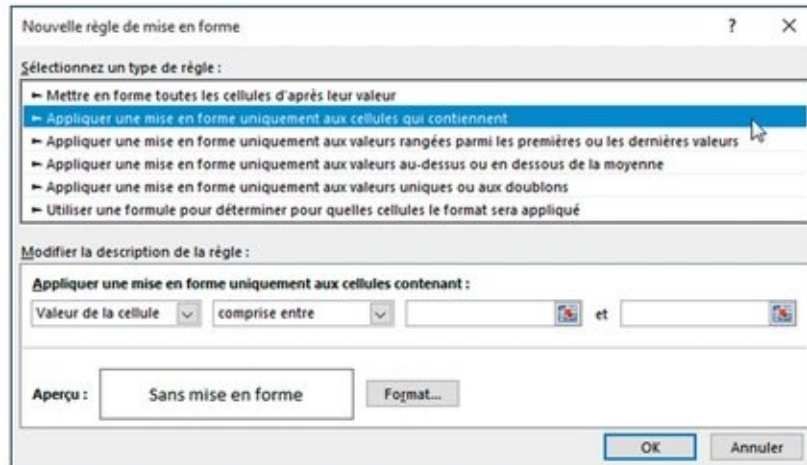 Nouvelle règle de mise en forme ? ×
Sélectionnez un type de règle :
► Mettre en forme toutes les cellules d'après leur valeur
► Appliquer une mise en forme uniquement aux cellules qui contiennent
► Appliquer une mise en forme uniquement aux valeurs rangées parmi les premières ou les dernières valeurs
► Appliquer une mise en forme uniquement aux valeurs au-dessus ou en dessous de la moyenne
► Appliquer une mise en forme uniquement aux valeurs uniques ou aux doublons
► Utiliser une formule pour déterminer pour quelles cellules le format sera appliqué
Modifier la description de la règle :
Appliquer une mise en forme uniquement aux cellules contenant :
Valeur de la cellule comprise entre et
Aperçu : Sans mise en forme Format...
OK Annuler